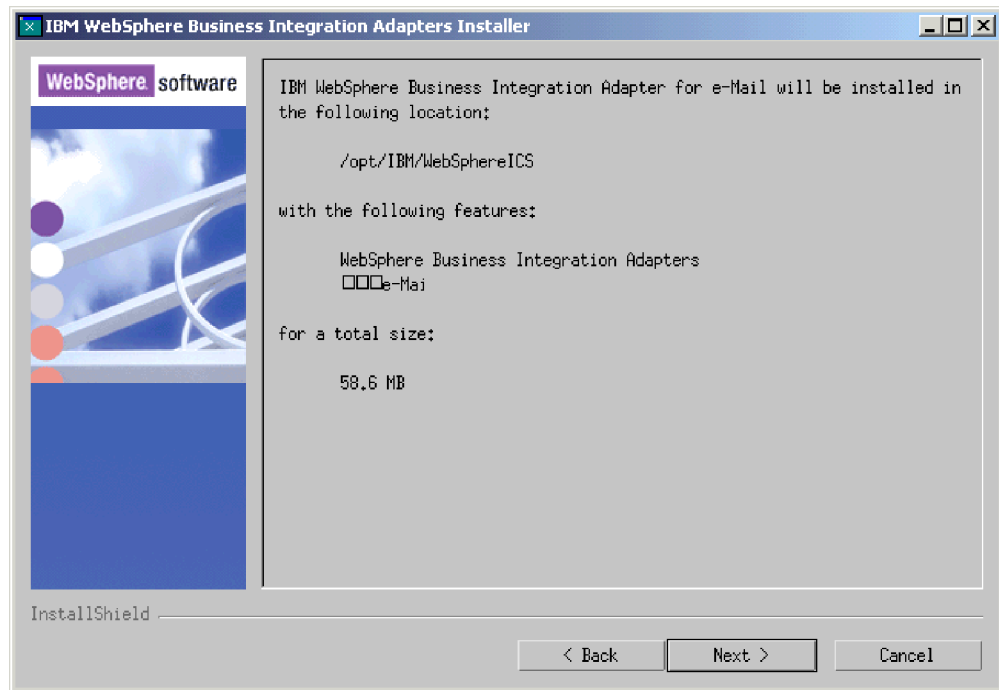 IBM WebSphere Business Integration Adapters Installer
WebSphere software
IBM WebSphere Business Integration Adapter for e-Mail will be installed in
the following location:
/opt/IBM/WebSphereICS
with the following features:
WebSphere Business Integration Adapters
□□□e-Mai
for a total size:
58.6 MB
InstallShield
< Back Next > Cancel